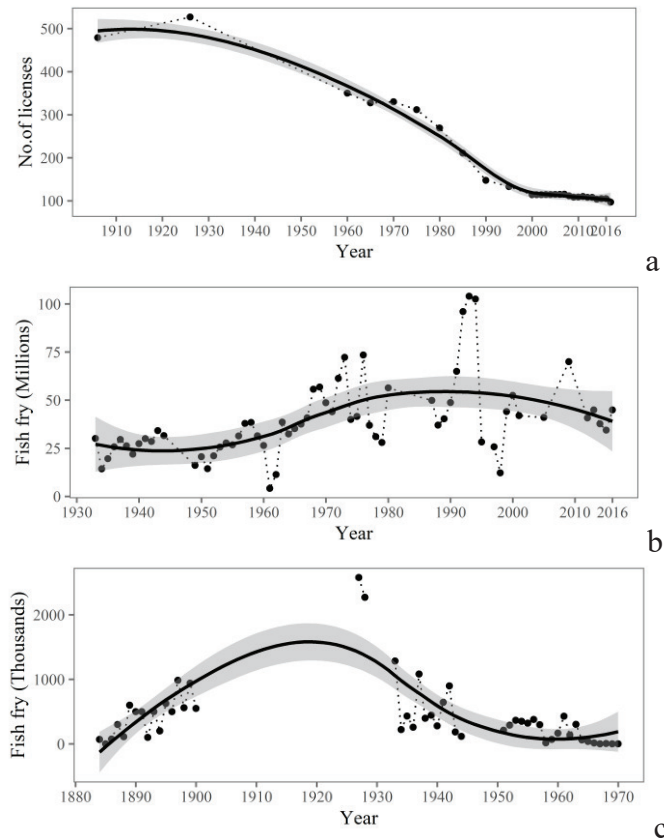 500
400
300
200
100
No.of licenses
1910 1920 1930 1940 1950 1960 1970 1980 1990 2000 2010 2016
Year
a
100
75
50
25
0
Fish fry (Millions)
1930 1940 1950 1960 1970 1980 1990 2000 2010 2016
Year
b
2000
1000
0
Fish fry (Thousands)
1880 1890 1900 1910 1920 1930 1940 1950 1960 1970
Year
c